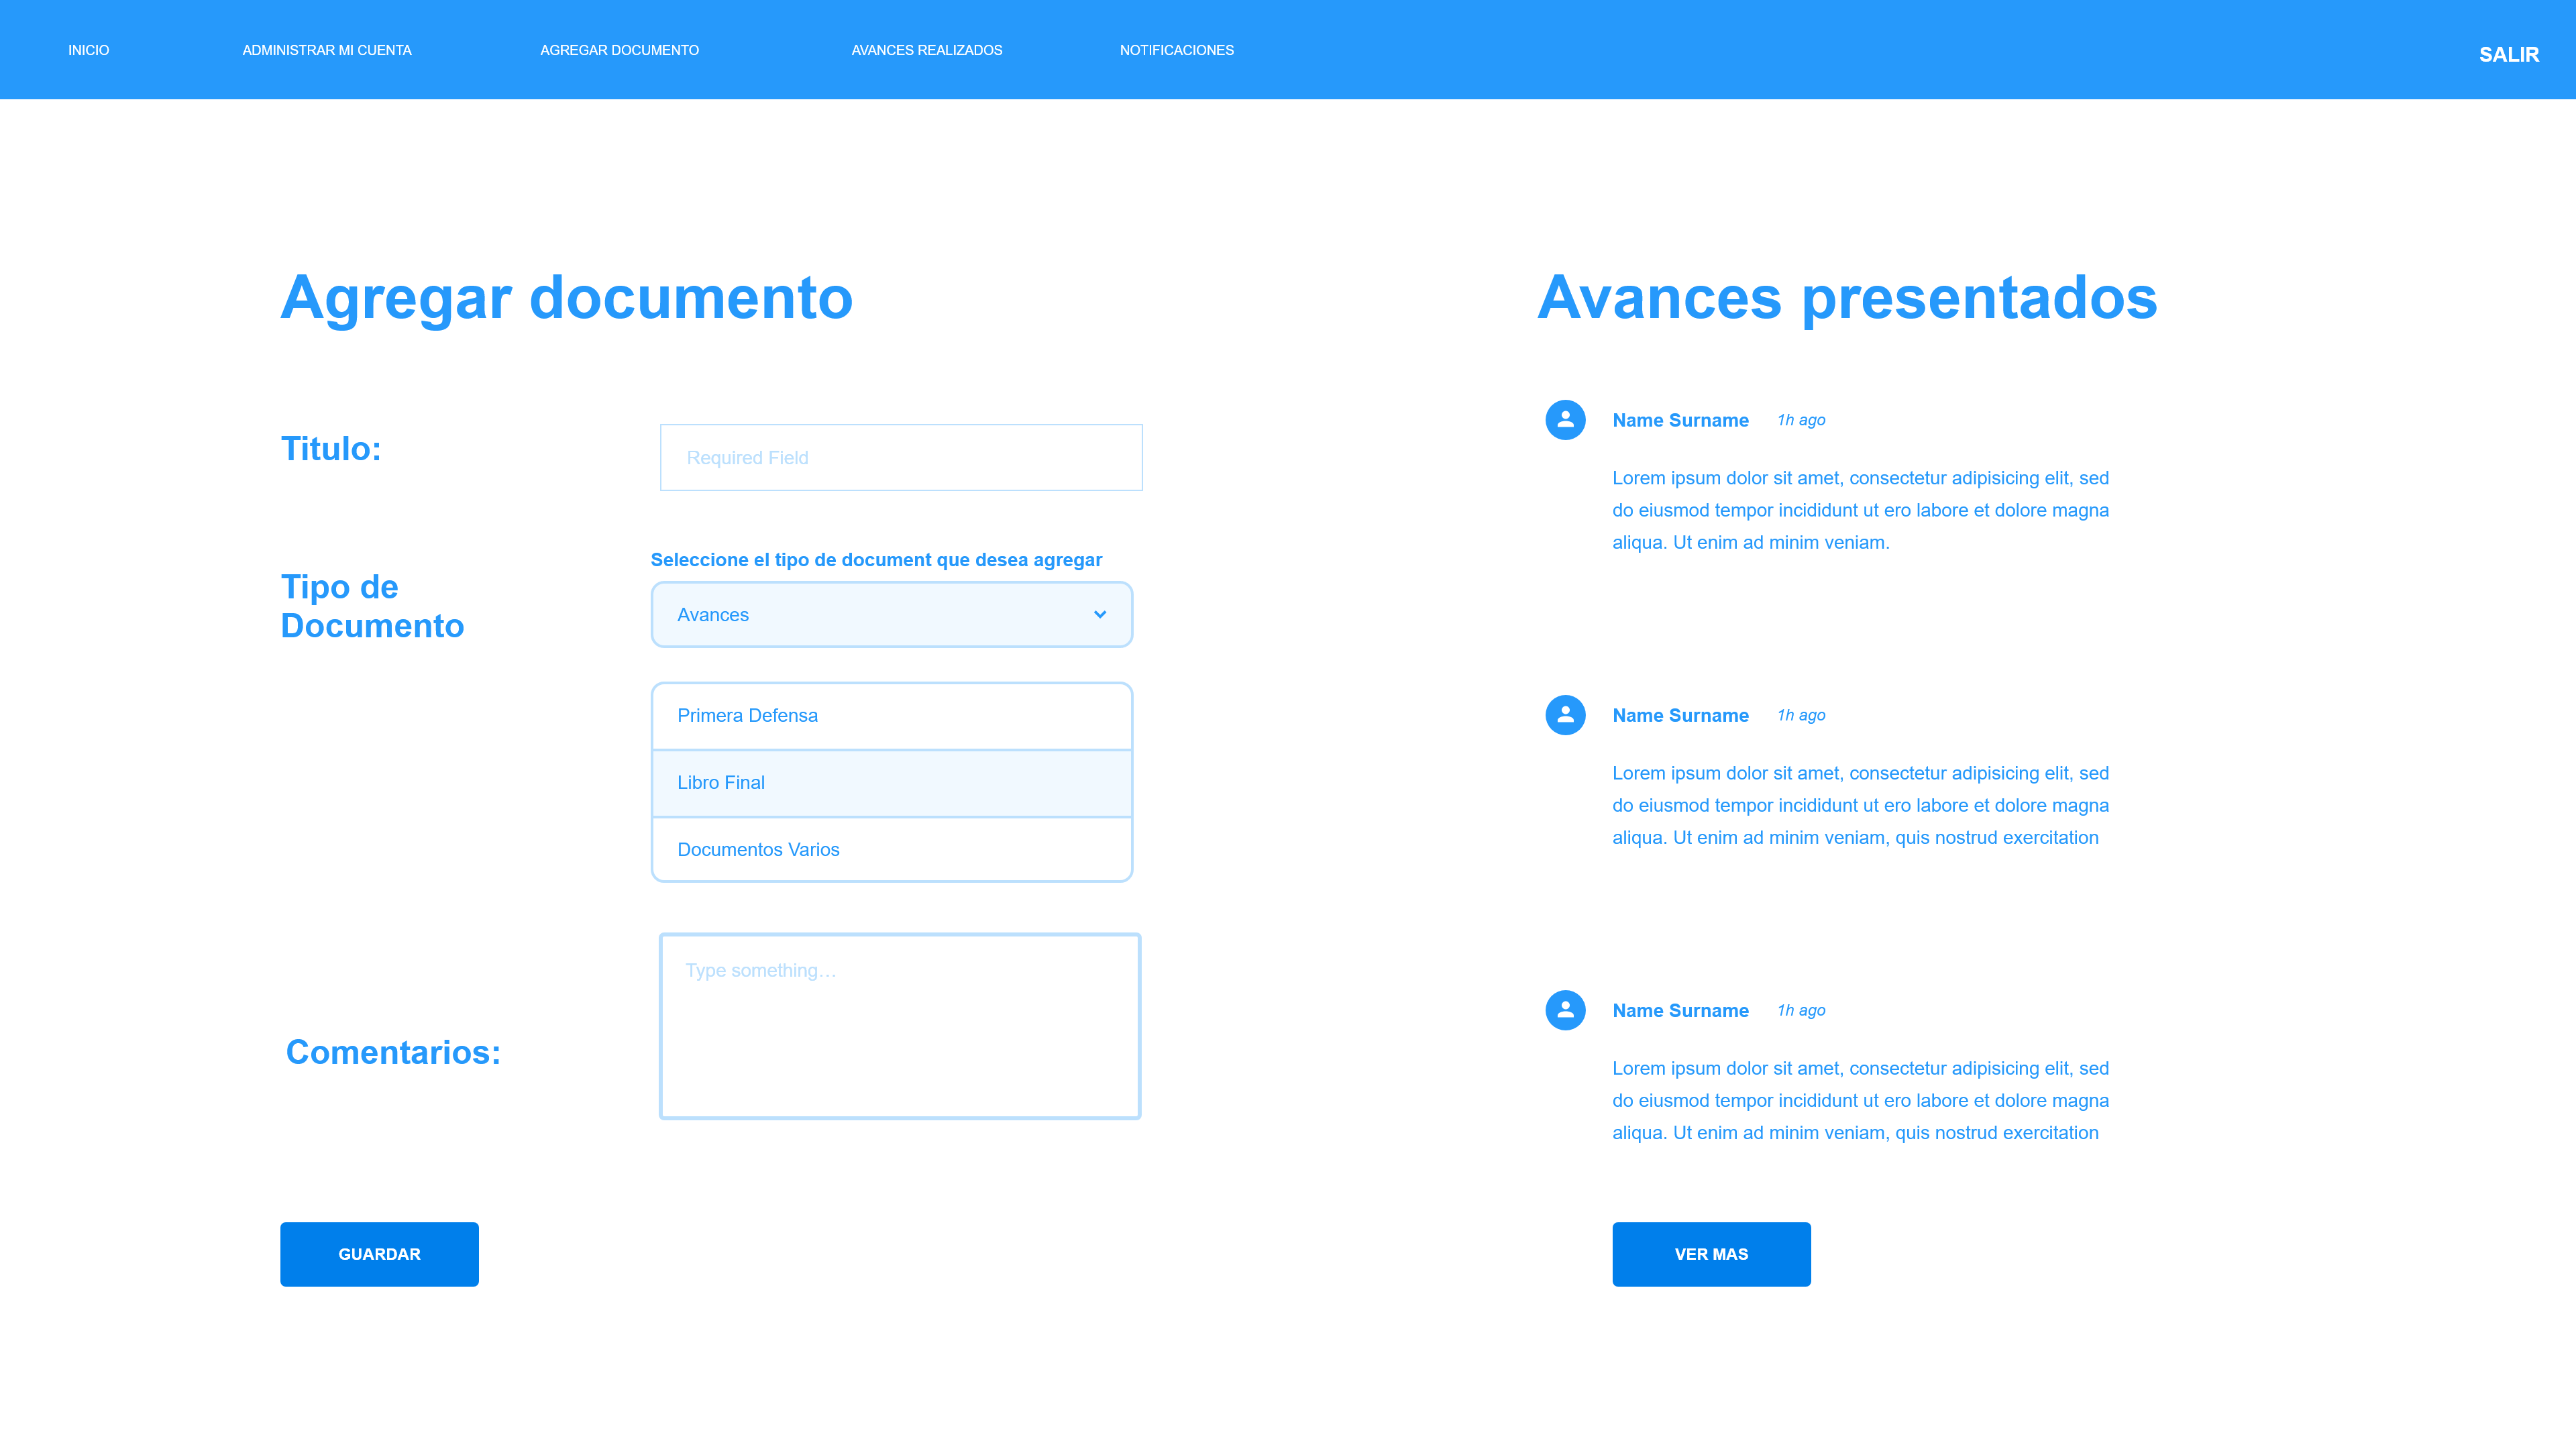 INICIO
ADMINISTRAR MI CUENTA
AGREGAR DOCUMENTO
AVANCES REALIZADOS
NOTIFICACIONES
SALIR
Agregar documento
Titulo:
Required Field
Tipo de
Documento
Seleccione el tipo de document que desea agregar
Avances
Primera Defensa
Libro Final
Documentos Varios
Comentarios:
Type something…
GUARDAR
Avances presentados
Name Surname 1h ago
Lorem ipsum dolor sit amet, consectetur adipisicing elit, sed
do eiusmod tempor incididunt ut ero labore et dolore magna
aliqua. Ut enim ad minim veniam.
Name Surname 1h ago
Lorem ipsum dolor sit amet, consectetur adipisicing elit, sed
do eiusmod tempor incididunt ut ero labore et dolore magna
aliqua. Ut enim ad minim veniam, quis nostrud exercitation
Name Surname 1h ago
Lorem ipsum dolor sit amet, consectetur adipisicing elit, sed
do eiusmod tempor incididunt ut ero labore et dolore magna
aliqua. Ut enim ad minim veniam, quis nostrud exercitation
VER MAS